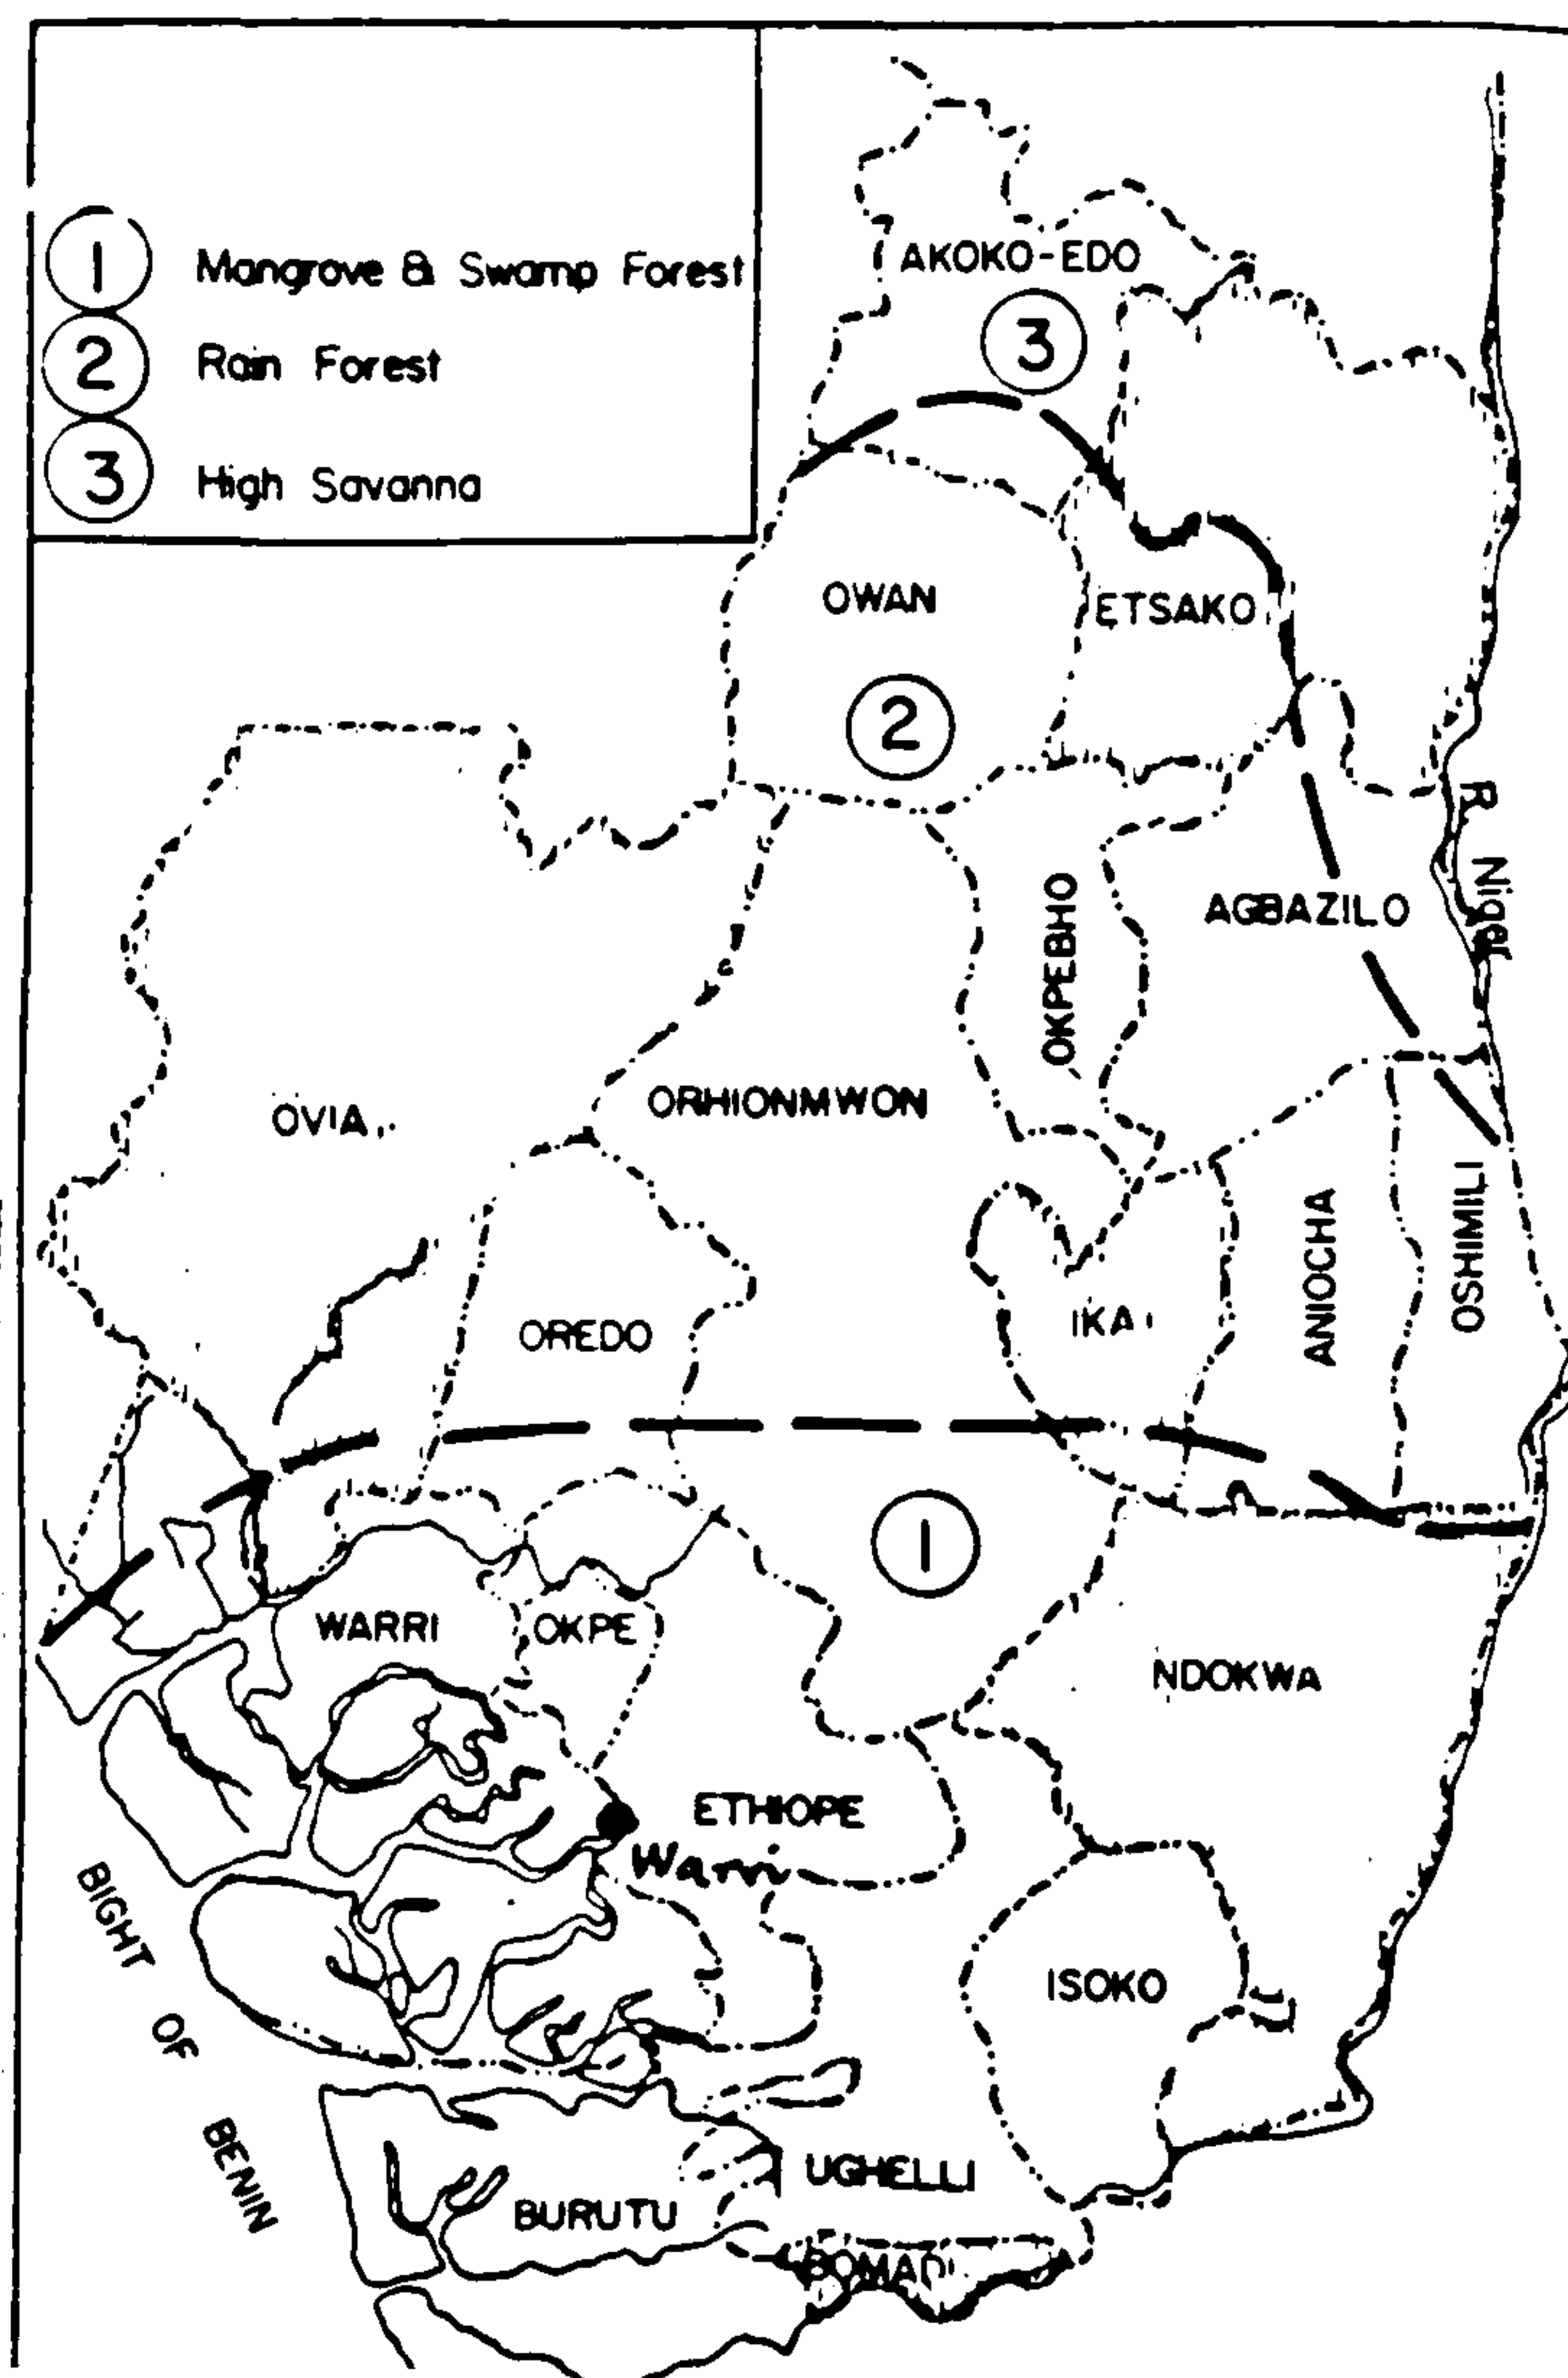 1 Mangrove & Swamp Forest
2 Rain Forest
3 High Savanna
AKOKO-EDO
3
OWAN
ETSAKO
2
R. Niger
AGBAZILO
OKPEBHO
ORHIONMWON
OVIA
OSHIMILI
ANIOCHA
IKA
OREDO
1
WARRI
OKPE
NDOKWA
ETHIOPE
Warri
BIGHT OF BENIN
ISOKO
UGHELLI
BURUTU
BOMADI